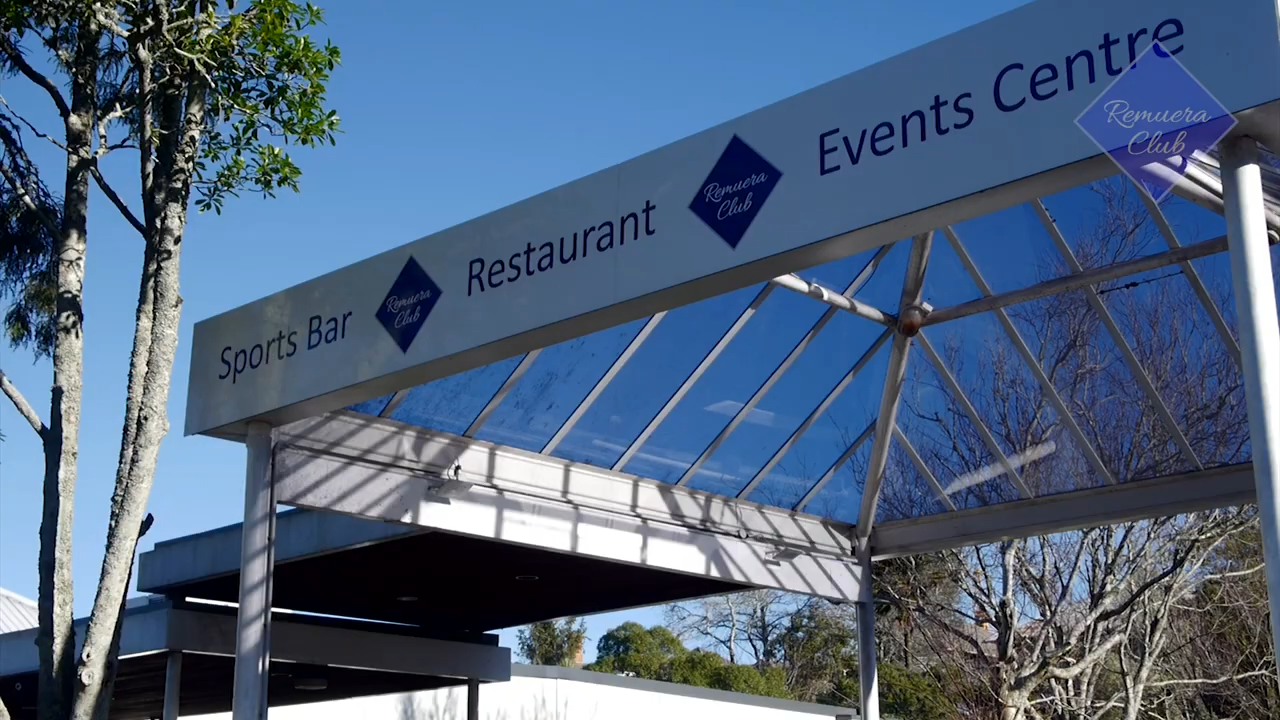 Sports Bar
Remuera
Club
Restaurant
Remuera
Club
Events Centre
Remuera
Club